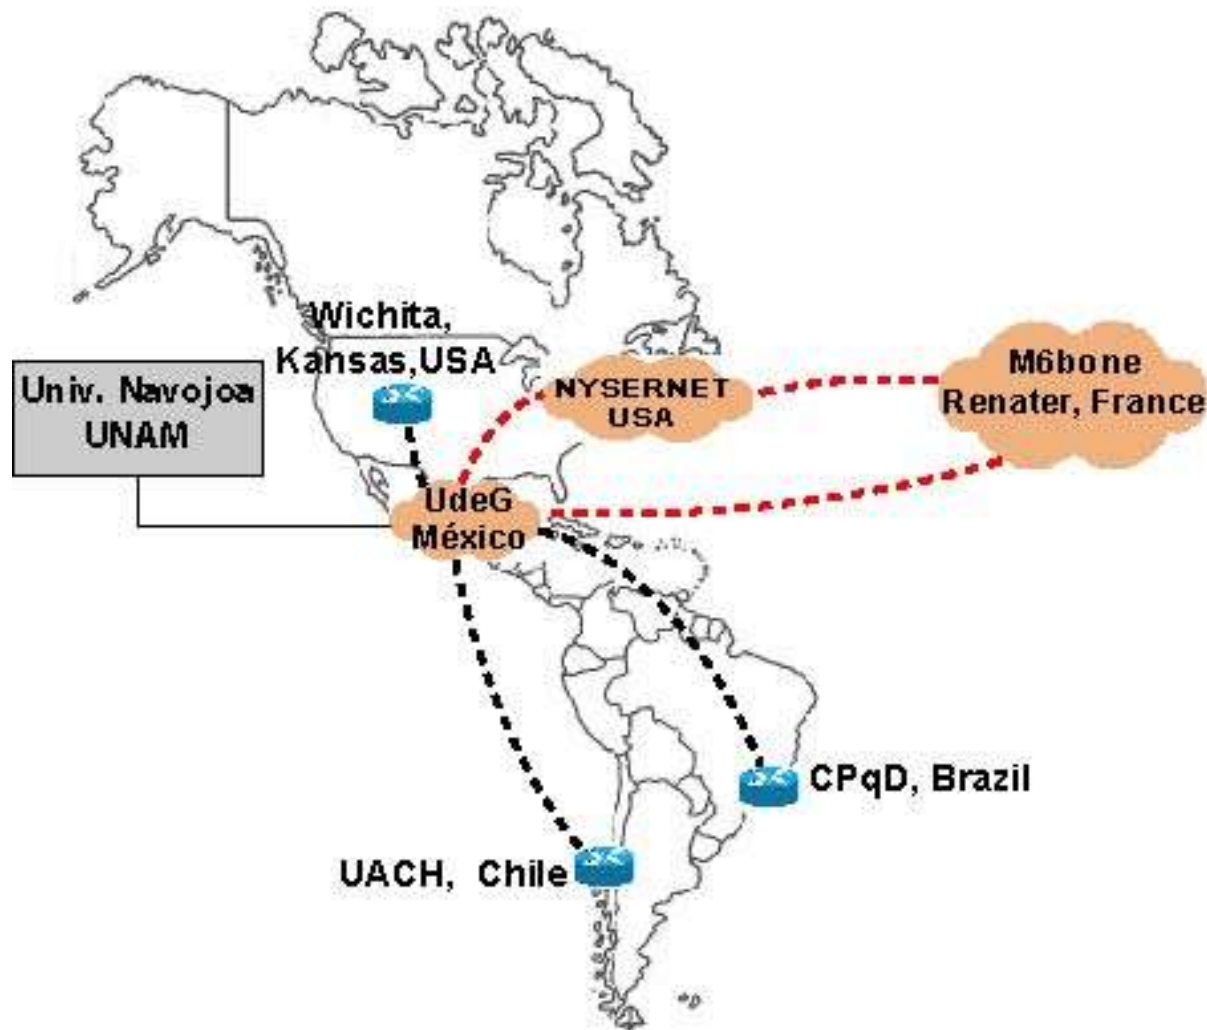 Wichita,
Kansas,USA
Univ. Navojoa
UNAM
NYSERNET
USA
M6bone
Renater, France
UdeG
México
CPqD, Brazil
UACH, Chile